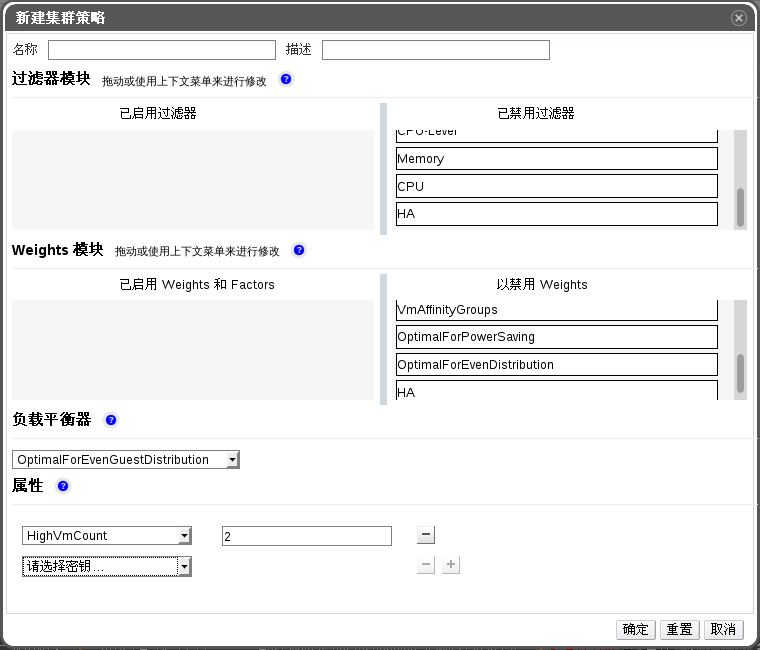 新建集群策略
名称 描述
过滤器模块 拖动或使用上下文菜单来进行修改 ?
已启用过滤器 已禁用过滤器
CPU-Level
Memory
CPU
HA
Weights 模块 拖动或使用上下文菜单来进行修改 ?
已启用 Weights 和 Factors 以禁用 Weights
VmAffinityGroups
OptimalForPowerSaving
OptimalForEvenDistribution
HA
负载平衡器 ?
OptimalForEvenGuestDistribution
属性 ?
HighVmCount 2
请选择密钥...
确定 重置 取消